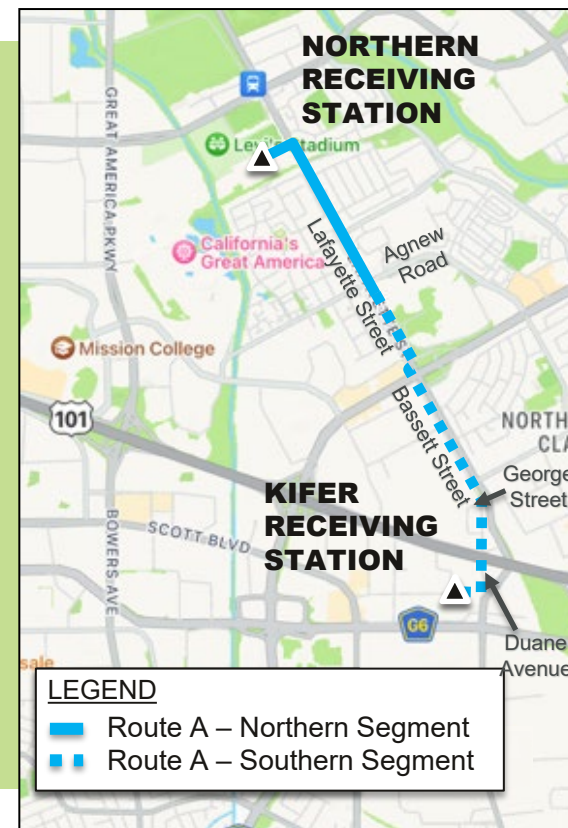 NORTHERN
RECEIVING
STATION
GREAT AMERICA PKWY
Levi's Stadium
Lafayette Street
Agnew
Road
California's
Great America
Mission College
101
Bassett Street
NORTH
CLA
George
Street
KIFER
RECEIVING
STATION
BOWERS AVE
SCOTT BLVD
G6
Duane
Avenue
sale
LEGEND
Route A – Northern Segment
Route A – Southern Segment